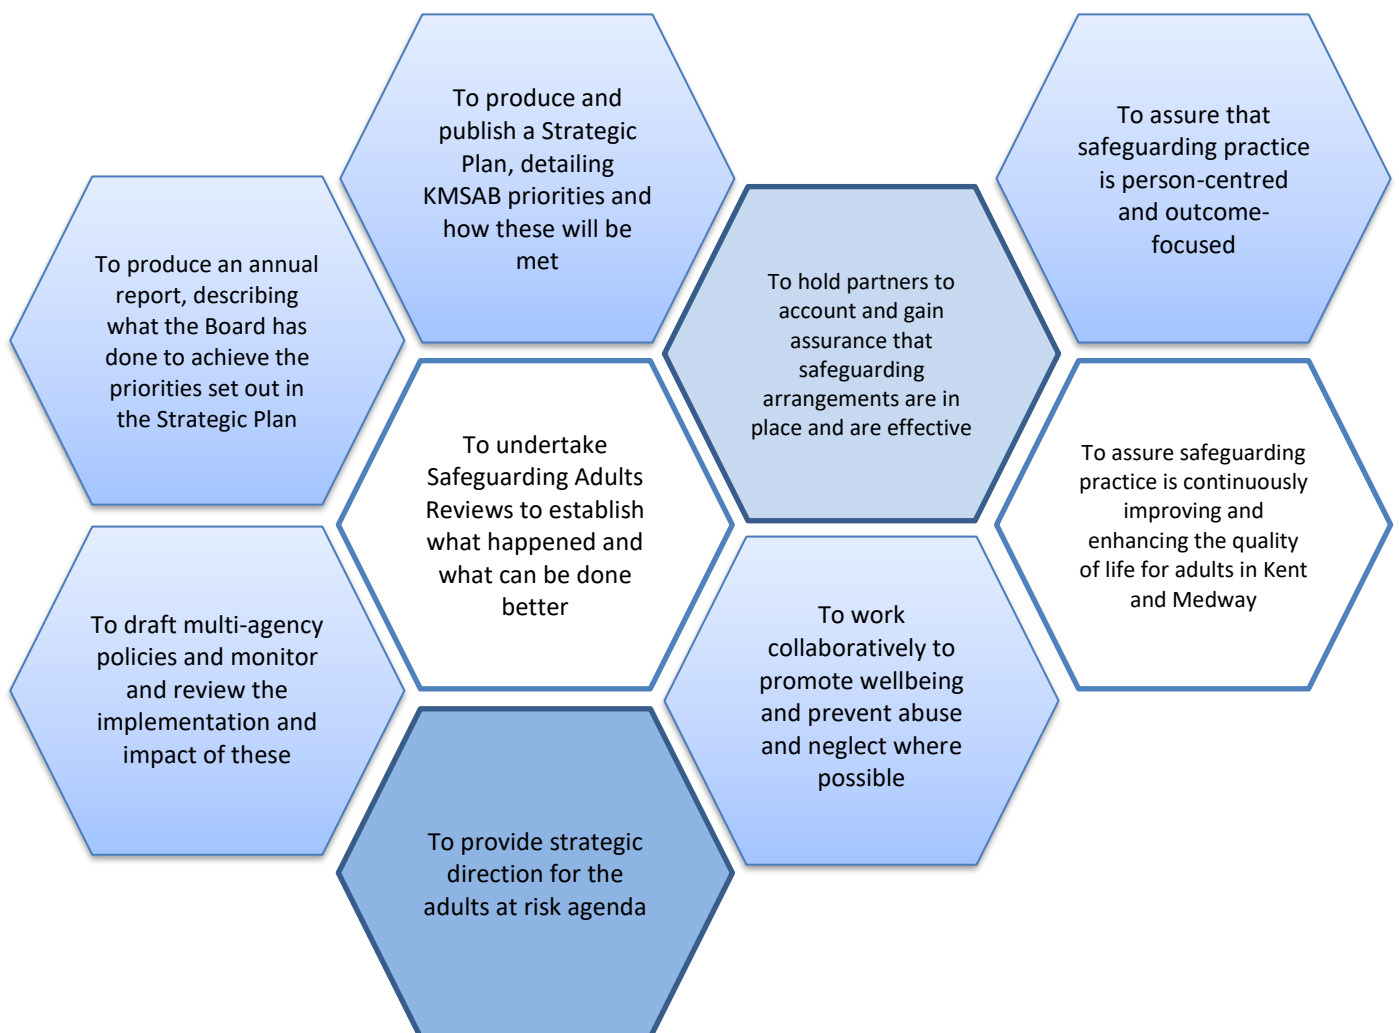 To produce and
publish a Strategic
Plan, detailing
KMSAB priorities and
how these will be
met
To assure that
safeguarding practice
is person-centred
and outcome-
focused
To produce an annual
report, describing
what the Board has
done to achieve the
priorities set out in
the Strategic Plan
To hold partners to
account and gain
assurance that
safeguarding
arrangements are in
place and are effective
To undertake
Safeguarding Adults
Reviews to establish
what happened and
what can be done
better
To assure safeguarding
practice is continuously
improving and
enhancing the quality
of life for adults in Kent
and Medway
To draft multi-agency
policies and monitor
and review the
implementation and
impact of these
To work
collaboratively to
promote wellbeing
and prevent abuse
and neglect where
possible
To provide strategic
direction for the
adults at risk agenda